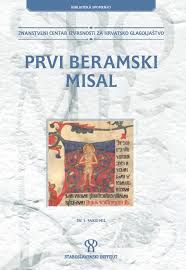 BIBLIOTEKA SPOMENICI
ZNANSTVENI CENTAR IZVRSNOSTI ZA HRVATSKO GLAGOLJAŠTVO
PRVI BERAMSKI
MISAL
STAROSLAVENSKI INSTITUT